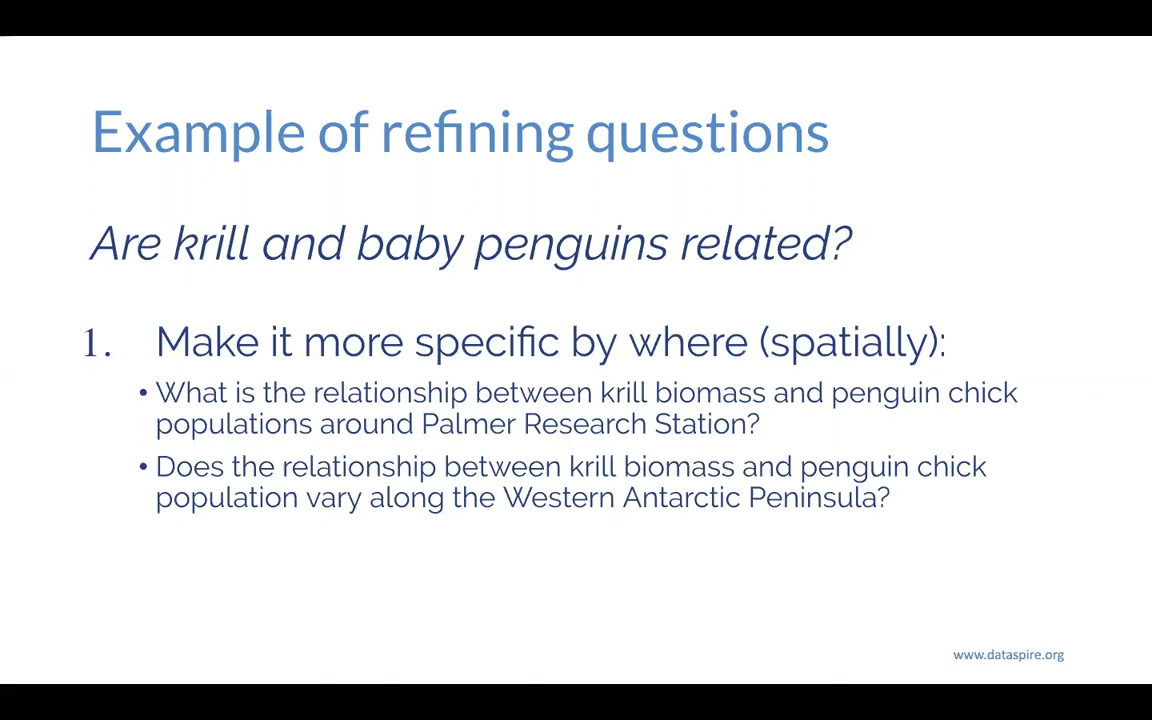 Example of refining questions
Are krill and baby penguins related?
1. Make it more specific by where (spatially):
• What is the relationship between krill biomass and penguin chick
populations around Palmer Research Station?
• Does the relationship between krill biomass and penguin chick
population vary along the Western Antarctic Peninsula?
www.dataspire.org